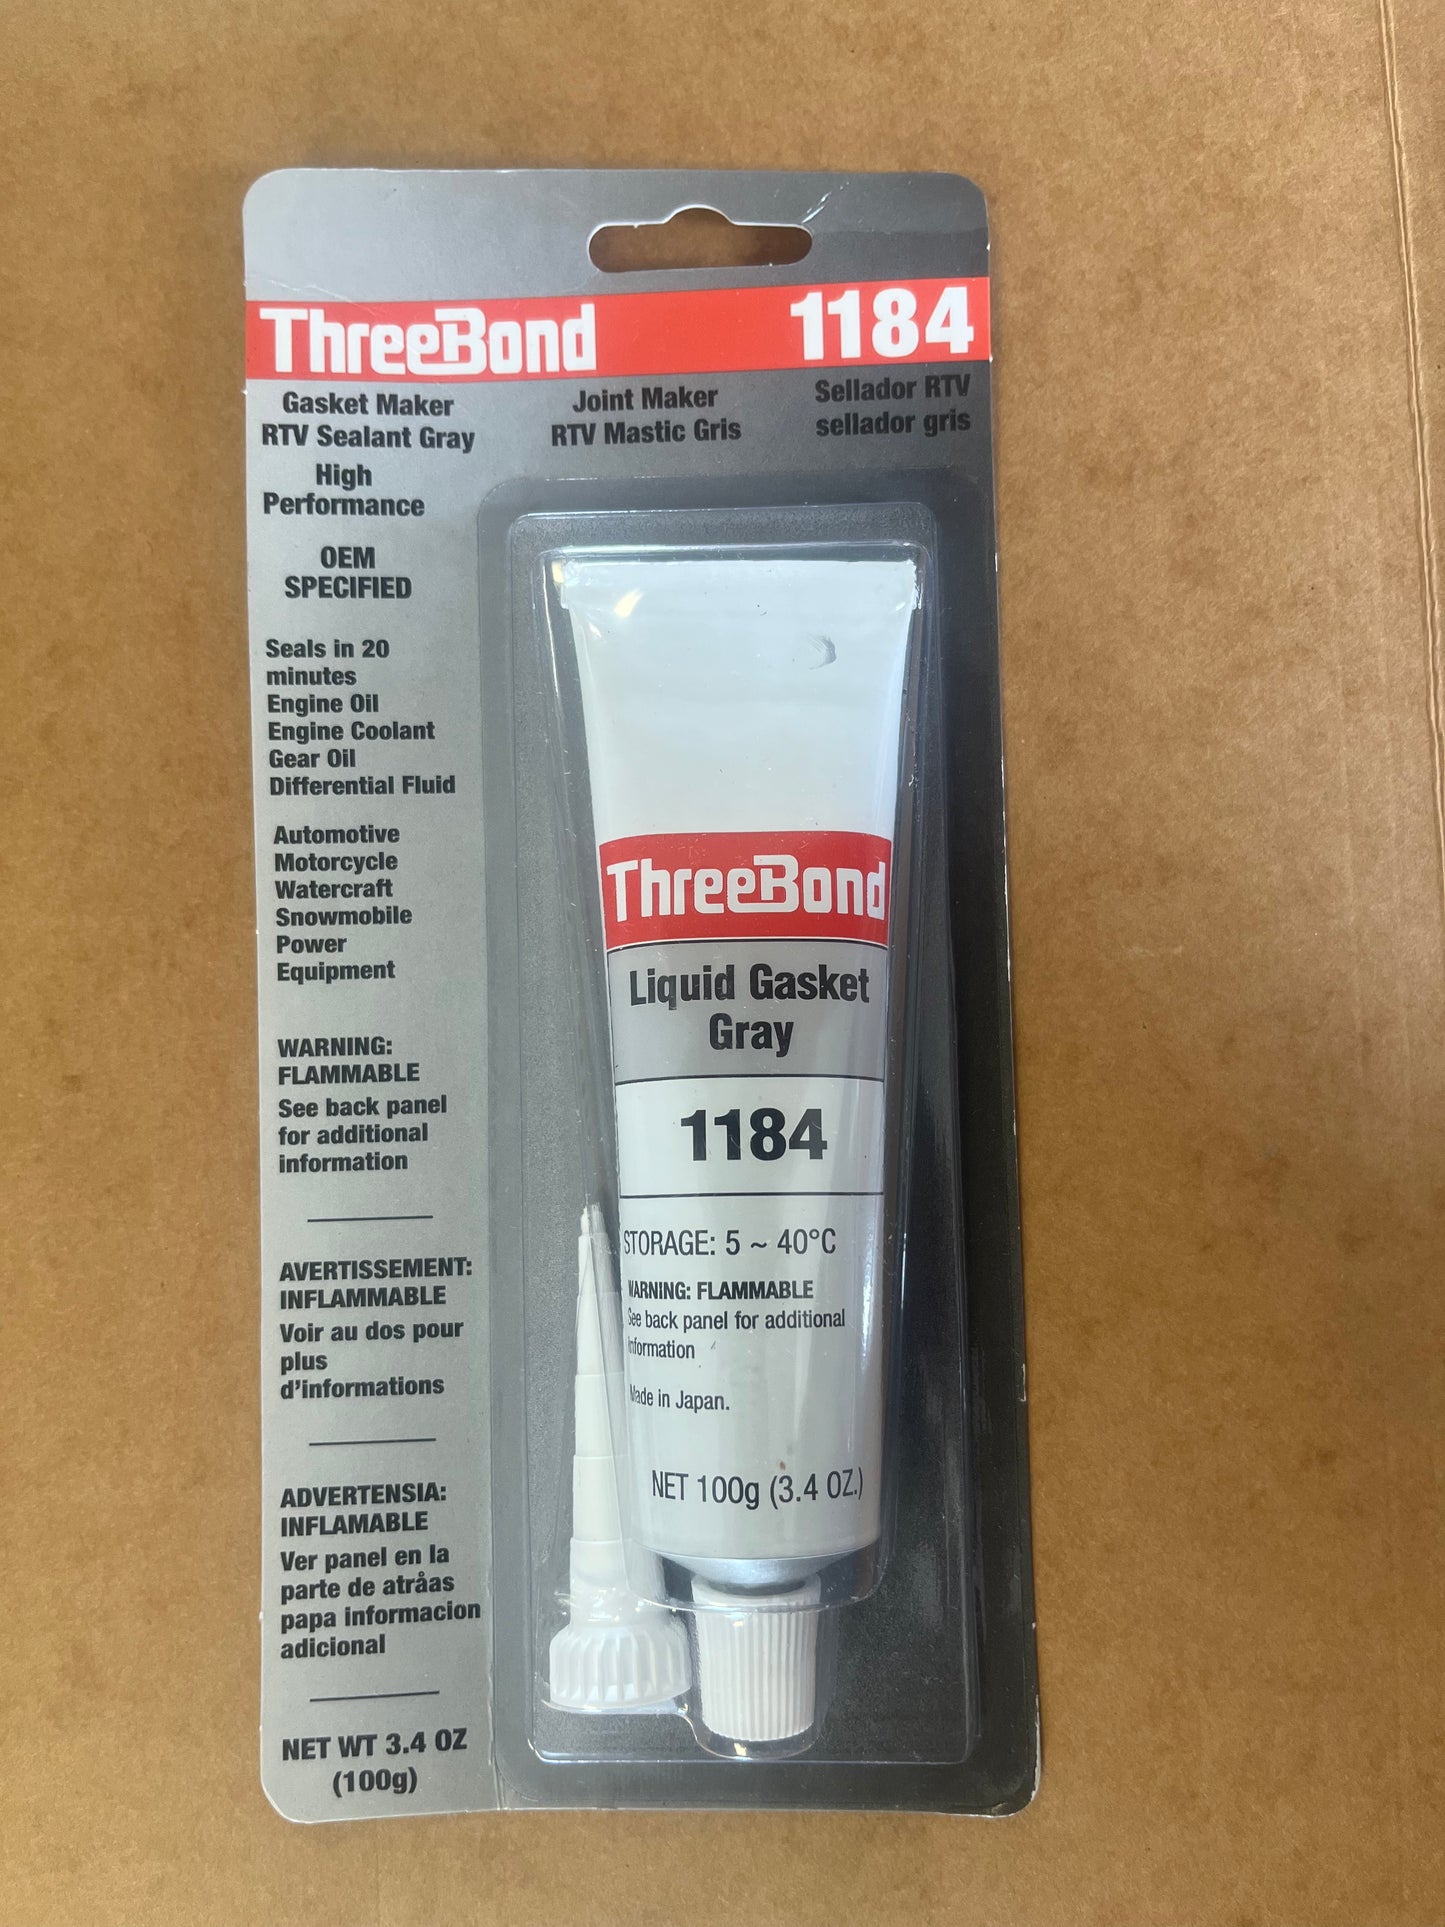 ThreeBond 1184
Gasket Maker
RTV Sealant Gray
Joint Maker
RTV Mastic Gris
Sellador RTV
sellador gris
High
Performance
OEM
SPECIFIED
Seals in 20
minutes
Engine Oil
Engine Coolant
Gear Oil
Differential Fluid
Automotive
Motorcycle
Watercraft
Snowmobile
Power
Equipment
WARNING:
FLAMMABLE
See back panel
for additional
information
AVERTISSEMENT:
INFLAMMABLE
Voir au dos pour
plus
d'informations
ADVERTENSIA:
INFLAMABLE
Ver panel en la
parte de atråas
papa informacion
adicional
NET WT 3.4 OZ
(100g)
ThreeBond
Liquid Gasket
Gray
1184
STORAGE: 5 ~ 40°C
WARNING: FLAMMABLE
See back panel for additional
information
Made in Japan.
NET 100g (3.4 OZ.)